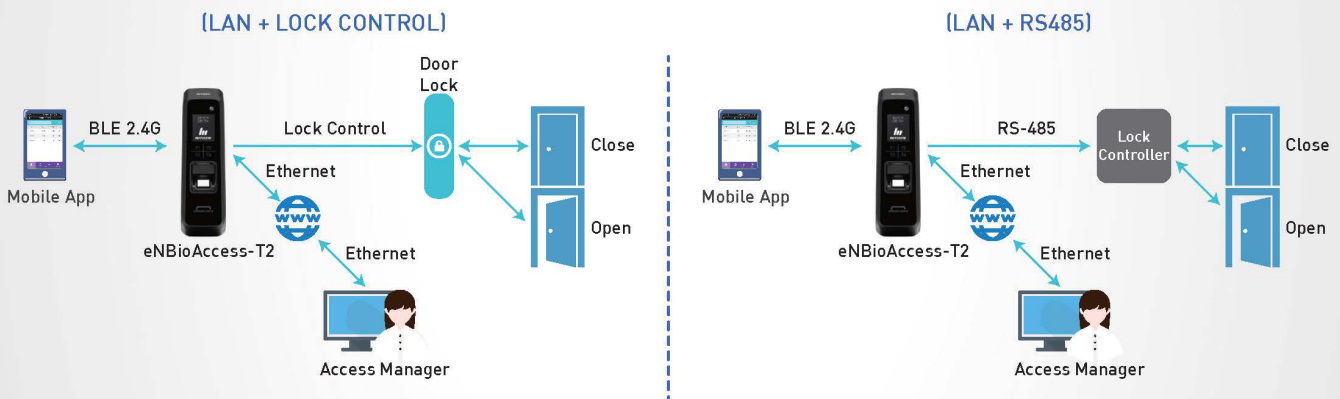 (LAN + LOCK CONTROL)
Door
Lock
BLE 2.4G
Lock Control
Close
Ethernet
Mobile App
www
Open
eNBioAccess-T2
Ethernet
Access Manager
(LAN + RS485)
BLE 2.4G
RS-485
Lock
Controller
Close
Ethernet
Mobile App
www
Open
eNBioAccess-T2
Ethernet
Access Manager